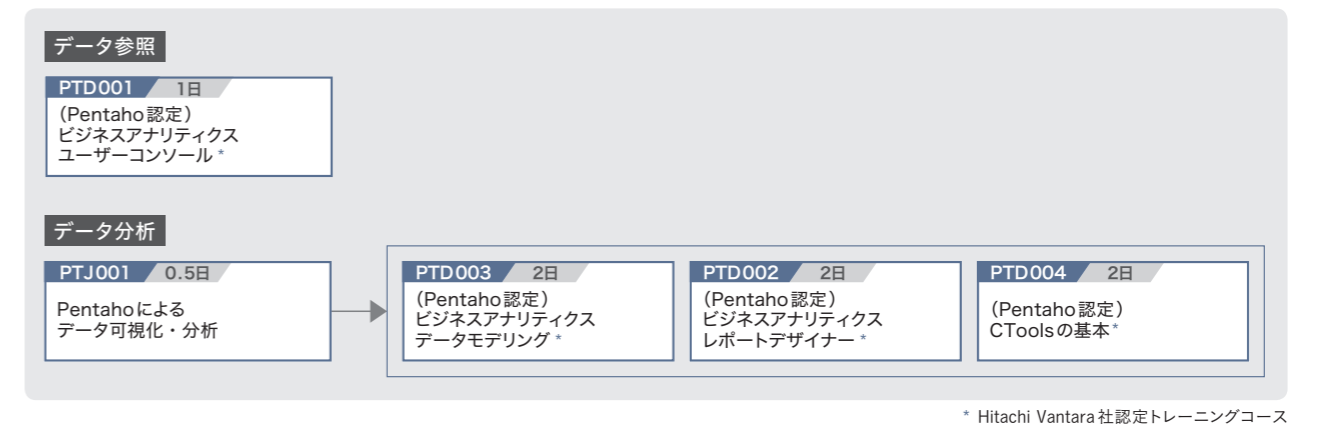 データ参照
PTD001 1日
(Pentaho認定)
ビジネスアナリティクス
ユーザーコンソール *
データ分析
PTJ001 0.5日
Pentahoによる
データ可視化・分析
PTD003 2日
(Pentaho認定)
ビジネスアナリティクス
データモデリング *
PTD002 2日
(Pentaho認定)
ビジネスアナリティクス
レポートデザイナー *
PTD004 2日
(Pentaho認定)
CToolsの基本*
* Hitachi Vantara社認定トレーニングコース